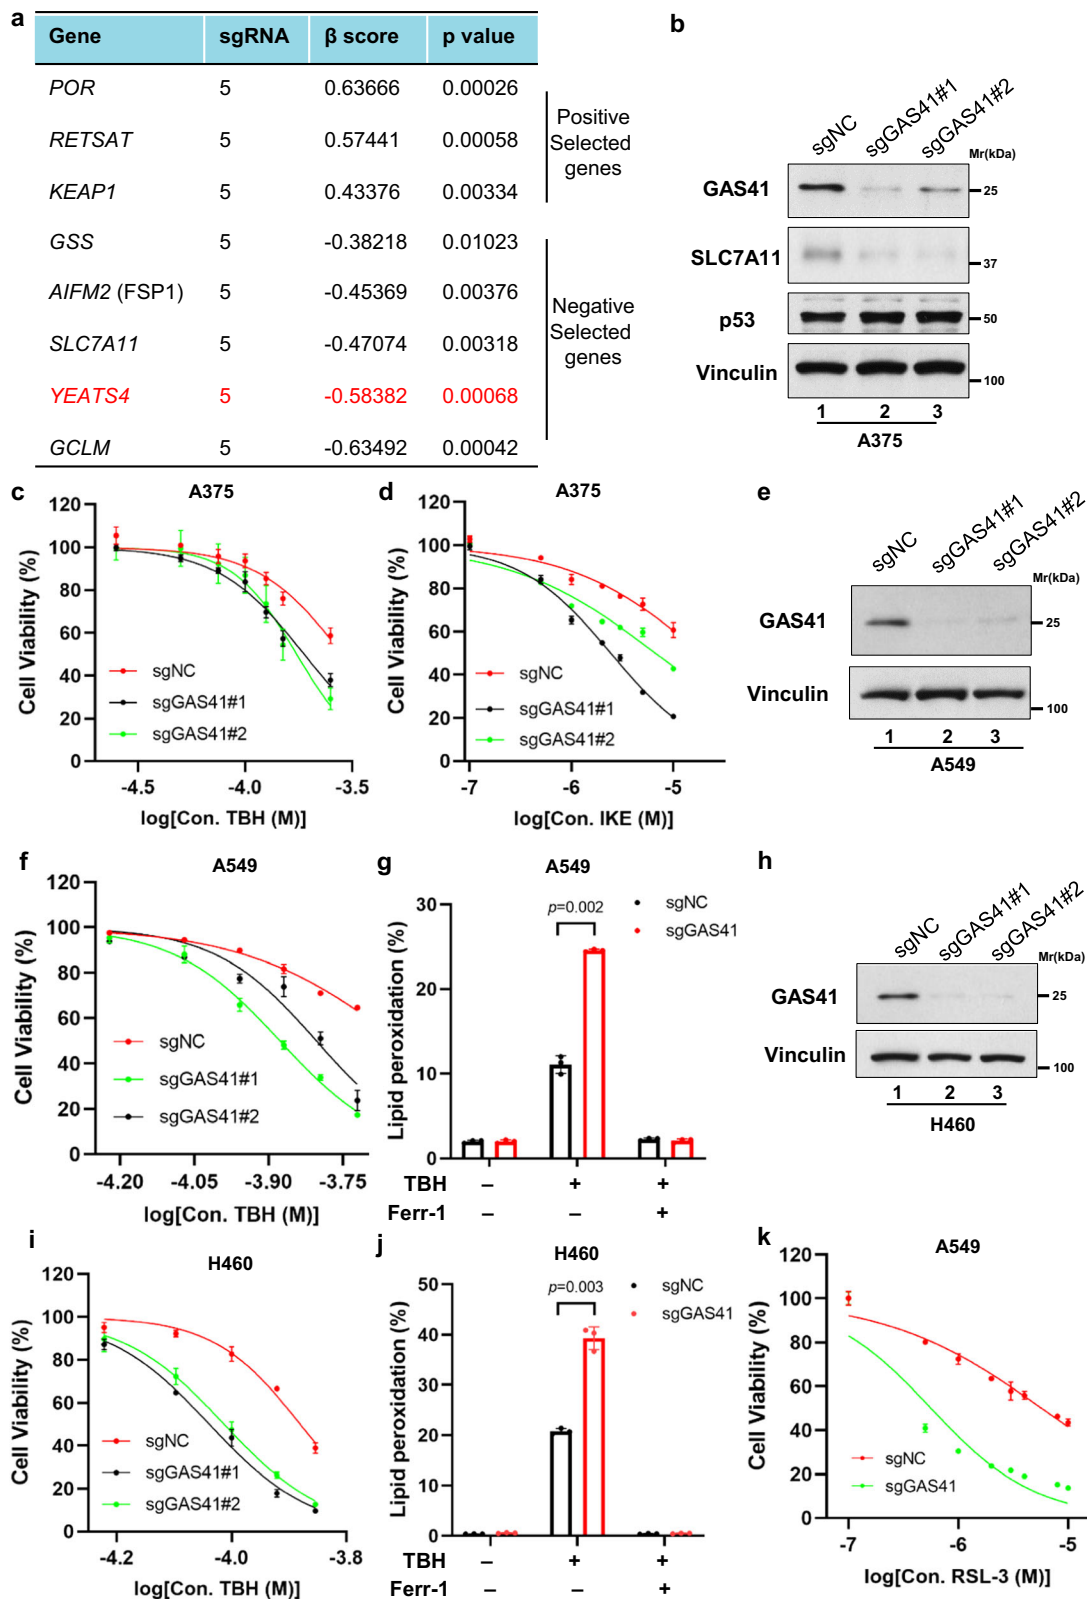 a
Gene sgRNA β score p value
POR 5 0.63666 0.00026
RETSAT 5 0.57441 0.00058
KEAP1 5 0.43376 0.00334
Positive
Selected
genes
GSS 5 -0.38218 0.01023
AIFM2 (FSP1) 5 -0.45369 0.00376
SLC7A11 5 -0.47074 0.00318
YEATS4 5 -0.58382 0.00068
GCLM 5 -0.63492 0.00042
Negative
Selected
genes
b
sgNC sgGAS41#1 sgGAS41#2
Mr(kDa)
GAS41 25
SLC7A11 37
p53 50
Vinculin 100
1 2 3
A375
c
A375
Cell Viability (%)
120
100
80
60
40
20
0
sgNC
sgGAS41#1
sgGAS41#2
-4.5 -4.0 -3.5
log[Con. TBH (M)]
d
A375
Cell Viability (%)
120
100
80
60
40
20
0
sgNC
sgGAS41#1
sgGAS41#2
-7 -6 -5
log[Con. IKE (M)]
e
sgNC sgGAS41#1 sgGAS41#2
Mr(kDa)
GAS41 25
Vinculin 100
1 2 3
A549
f
A549
Cell Viability (%)
120
100
80
60
40
20
0
sgNC
sgGAS41#1
sgGAS41#2
-4.20 -4.05 -3.90 -3.75
log[Con. TBH (M)]
g
A549
Lipid peroxidation (%)
30
20
10
0
p=0.002
sgNC
sgGAS41
TBH – + +
Ferr-1 – – +
h
sgNC sgGAS41#1 sgGAS41#2
Mr(kDa)
GAS41 25
Vinculin 100
1 2 3
H460
i
H460
Cell Viability (%)
120
100
80
60
40
20
0
sgNC
sgGAS41#1
sgGAS41#2
-4.2 -4.0 -3.8
log[Con. TBH (M)]
j
H460
Lipid peroxidation (%)
50
40
30
20
10
0
p=0.003
sgNC
sgGAS41
TBH – + +
Ferr-1 – – +
k
A549
Cell Viability (%)
120
100
80
60
40
20
0
sgNC
sgGAS41
-7 -6 -5
log[Con. RSL-3 (M)]